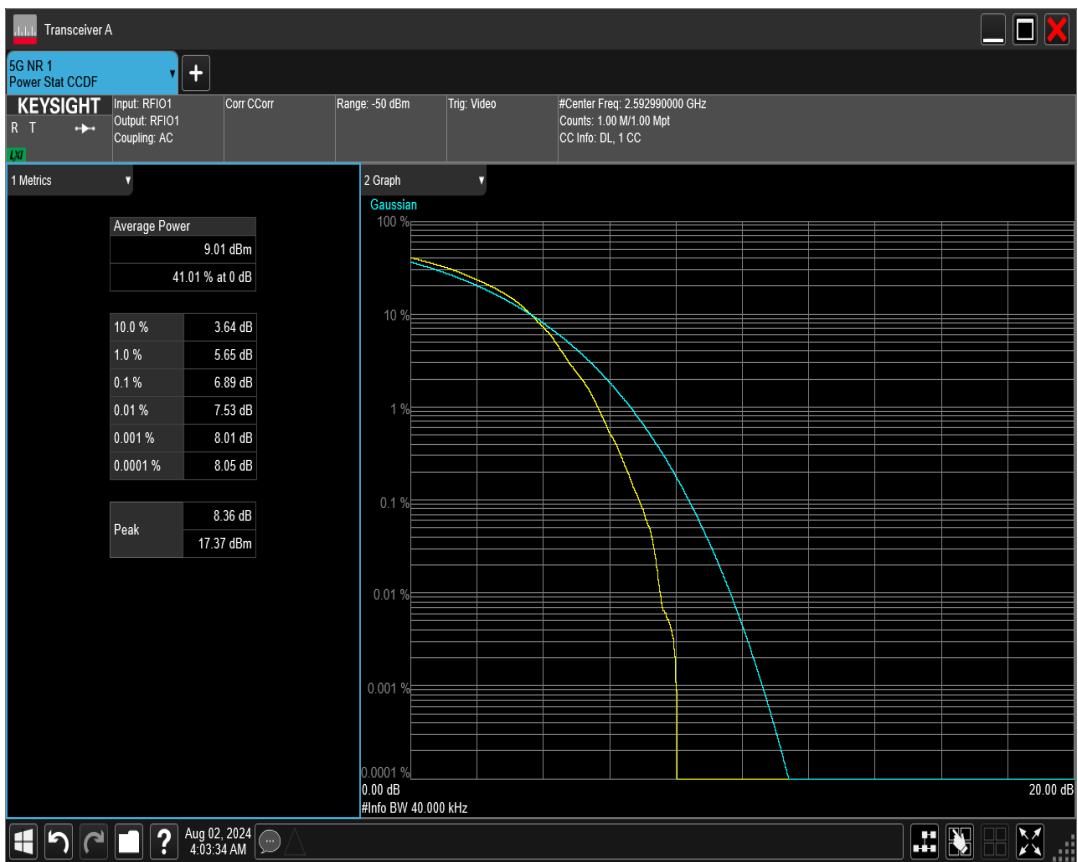 Transceiver A
5G NR 1
Power Stat CCDF
+
KEYSIGHT
R T
LXI
Input: RFIO1
Output: RFIO1
Coupling: AC
Corr CCorr
Range: -50 dBm
Trig: Video
#Center Freq: 2.592990000 GHz
Counts: 1.00 M/1.00 Mpt
CC Info: DL, 1 CC
1 Metrics
Average Power
9.01 dBm
41.01 % at 0 dB
10.0 % 3.64 dB
1.0 % 5.65 dB
0.1 % 6.89 dB
0.01 % 7.53 dB
0.001 % 8.01 dB
0.0001 % 8.05 dB
Peak
8.36 dB
17.37 dBm
2 Graph
Gaussian
100 %
10 %
1 %
0.1 %
0.01 %
0.001 %
0.0001 %
0.00 dB 20.00 dB
#Info BW 40.000 kHz
?
Aug 02, 2024
4:03:34 AM